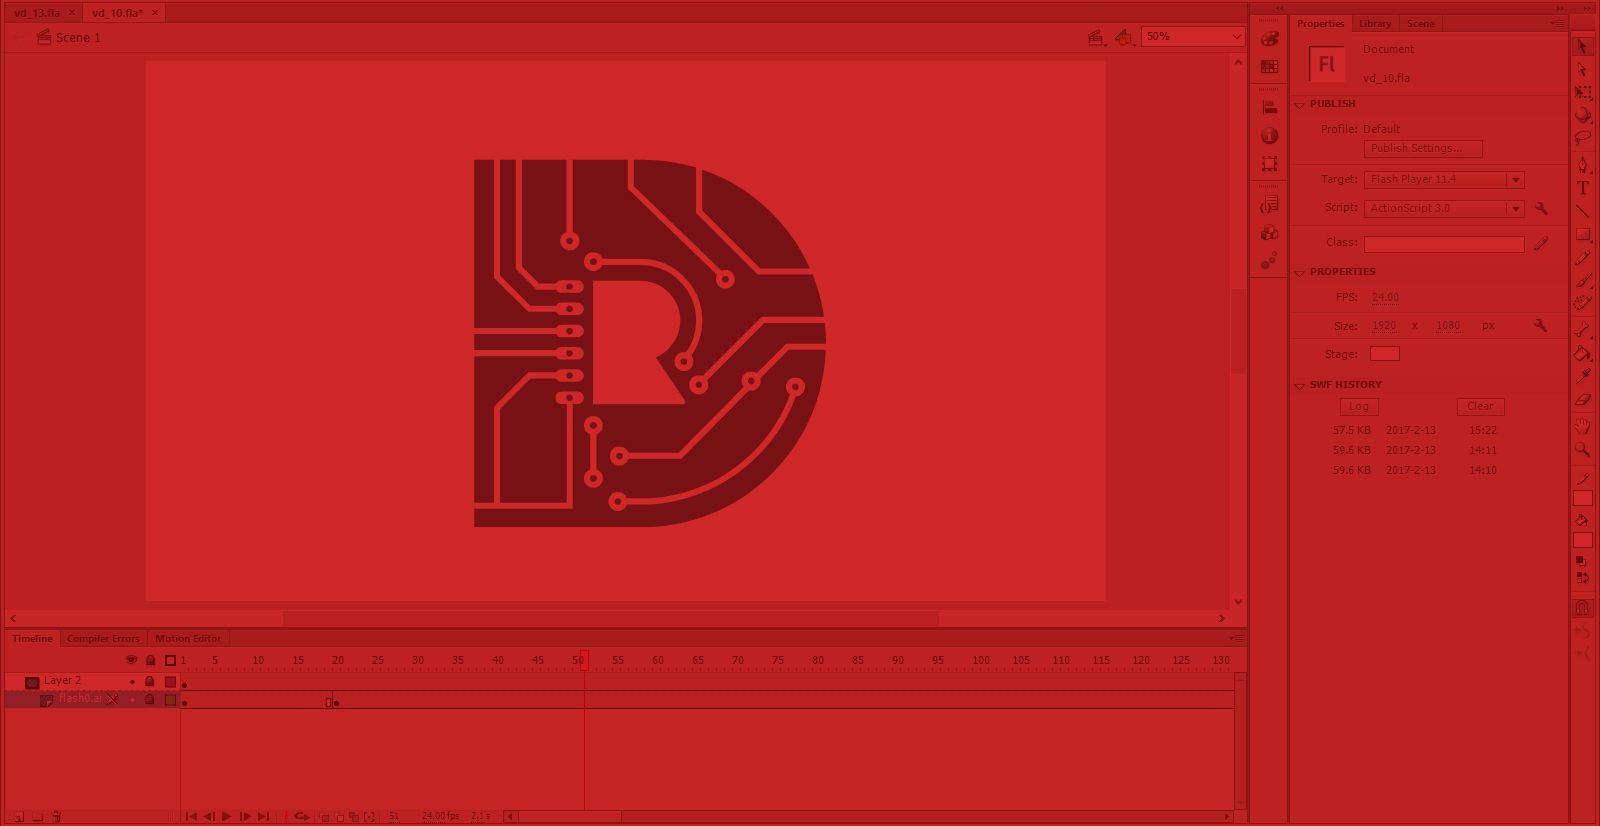 vd_13.fla × vd_10.fla* ×
Scene 1
50%
DR
Properties Library Scene
Fl
Document
vd_10.fla
PUBLISH
Profile: Default
Publish Settings...
Target: Flash Player 11.4
Script: ActionScript 3.0
Class:
PROPERTIES
FPS: 24.00
Size: 1920 x 1080 px
Stage:
SWF HISTORY
Log Clear
57.5 KB 2017-2-13 15:22
59.6 KB 2017-2-13 14:11
59.6 KB 2017-2-13 14:10
T
Timeline Compiler Errors Motion Editor
1 5 10 15 20 25 30 35 40 45 50 55 60 65 70 75 80 85 90 95 100 105 110 115 120 125 130
Layer 2
flash0.ai
51 24.00 fps 2.1 s